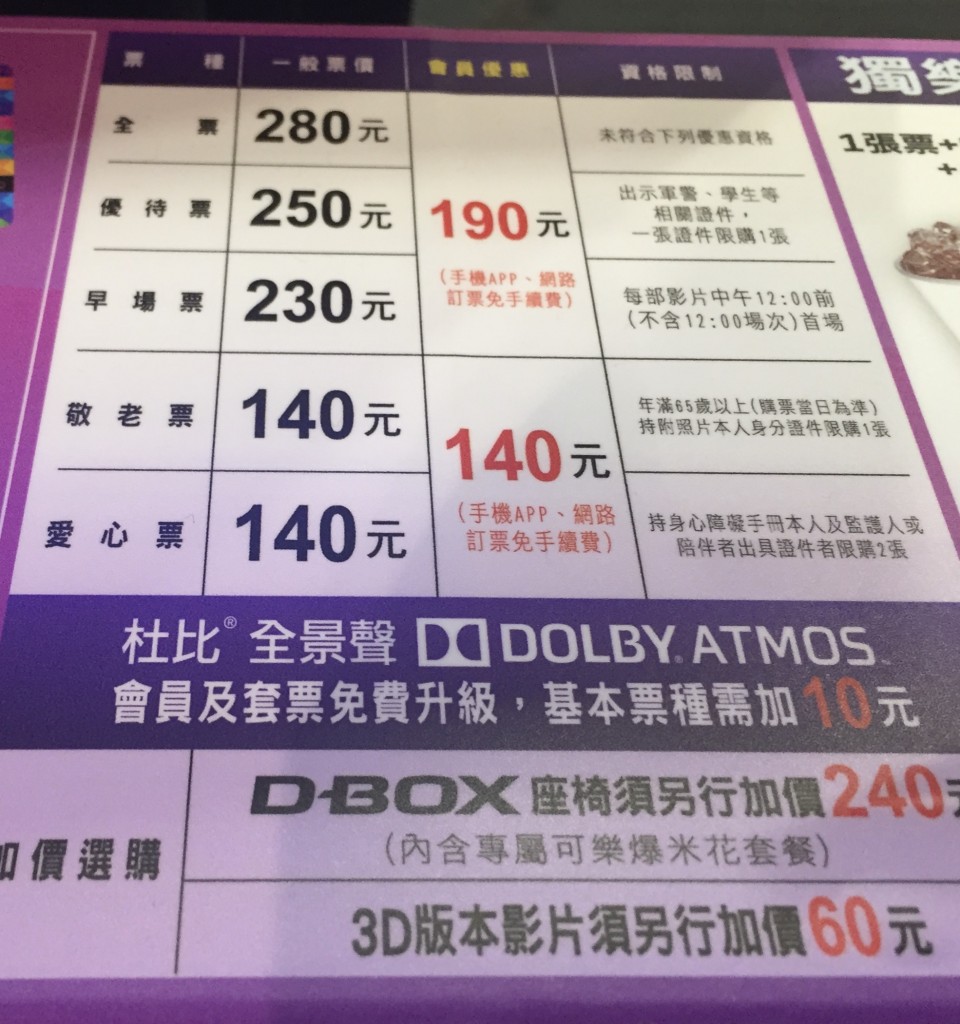 票種 一般票價 會員優惠 資格限制
全票 280元 未符合下列優惠資格
優待票 250元 190元 出示軍警、學生等
相關證件，
一張證件限購1張
(手機APP、網路
訂票免手續費)
早場票 230元 每部影片中午12:00前
(不含12:00場次)首場
敬老票 140元 年滿65歲以上(購票當日為準)
持附照片本人身分證件限購1張
140元
(手機APP、網路
訂票免手續費)
愛心票 140元 持身心障礙手冊本人及監護人或
陪伴者出具證件者限購2張
獨樂
1張票+
+
杜比® 全景聲 DOLBY ATMOS
會員及套票免費升級，基本票種需加10元
加價選購
D-BOX 座椅須另行加價240元
(內含專屬可樂爆米花套餐)
3D版本影片須另行加價60元